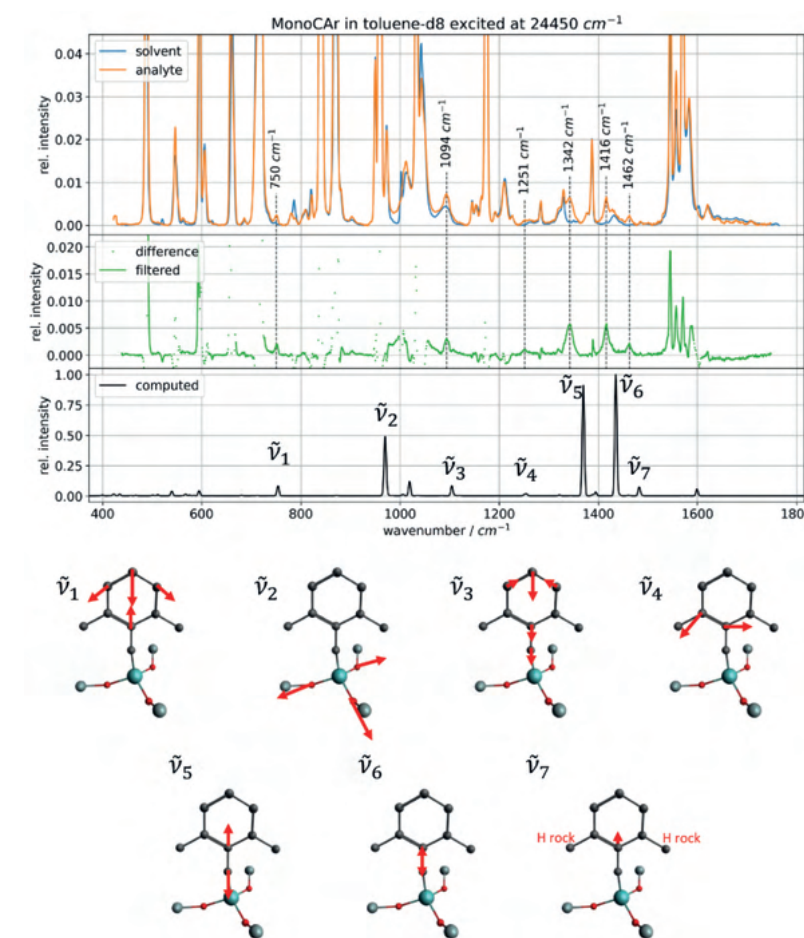 MonoCAr in toluene-d8 excited at 24450 cm⁻¹
solvent
analyte
rel. intensity
0.04
0.03
0.02
0.01
0.00
750 cm⁻¹
1094 cm⁻¹
1251 cm⁻¹
1342 cm⁻¹
1416 cm⁻¹
1462 cm⁻¹
difference
filtered
rel. intensity
0.020
0.015
0.010
0.005
0.000
computed
rel. intensity
1.00
0.75
0.50
0.25
0.00
ν̃₁
ν̃₂
ν̃₃
ν̃₄
ν̃₅
ν̃₆
ν̃₇
400 600 800 1000 1200 1400 1600 180
wavenumber / cm⁻¹
ν̃₁ ν̃₂ ν̃₃ ν̃₄
ν̃₅ ν̃₆ ν̃₇
H rock H rock